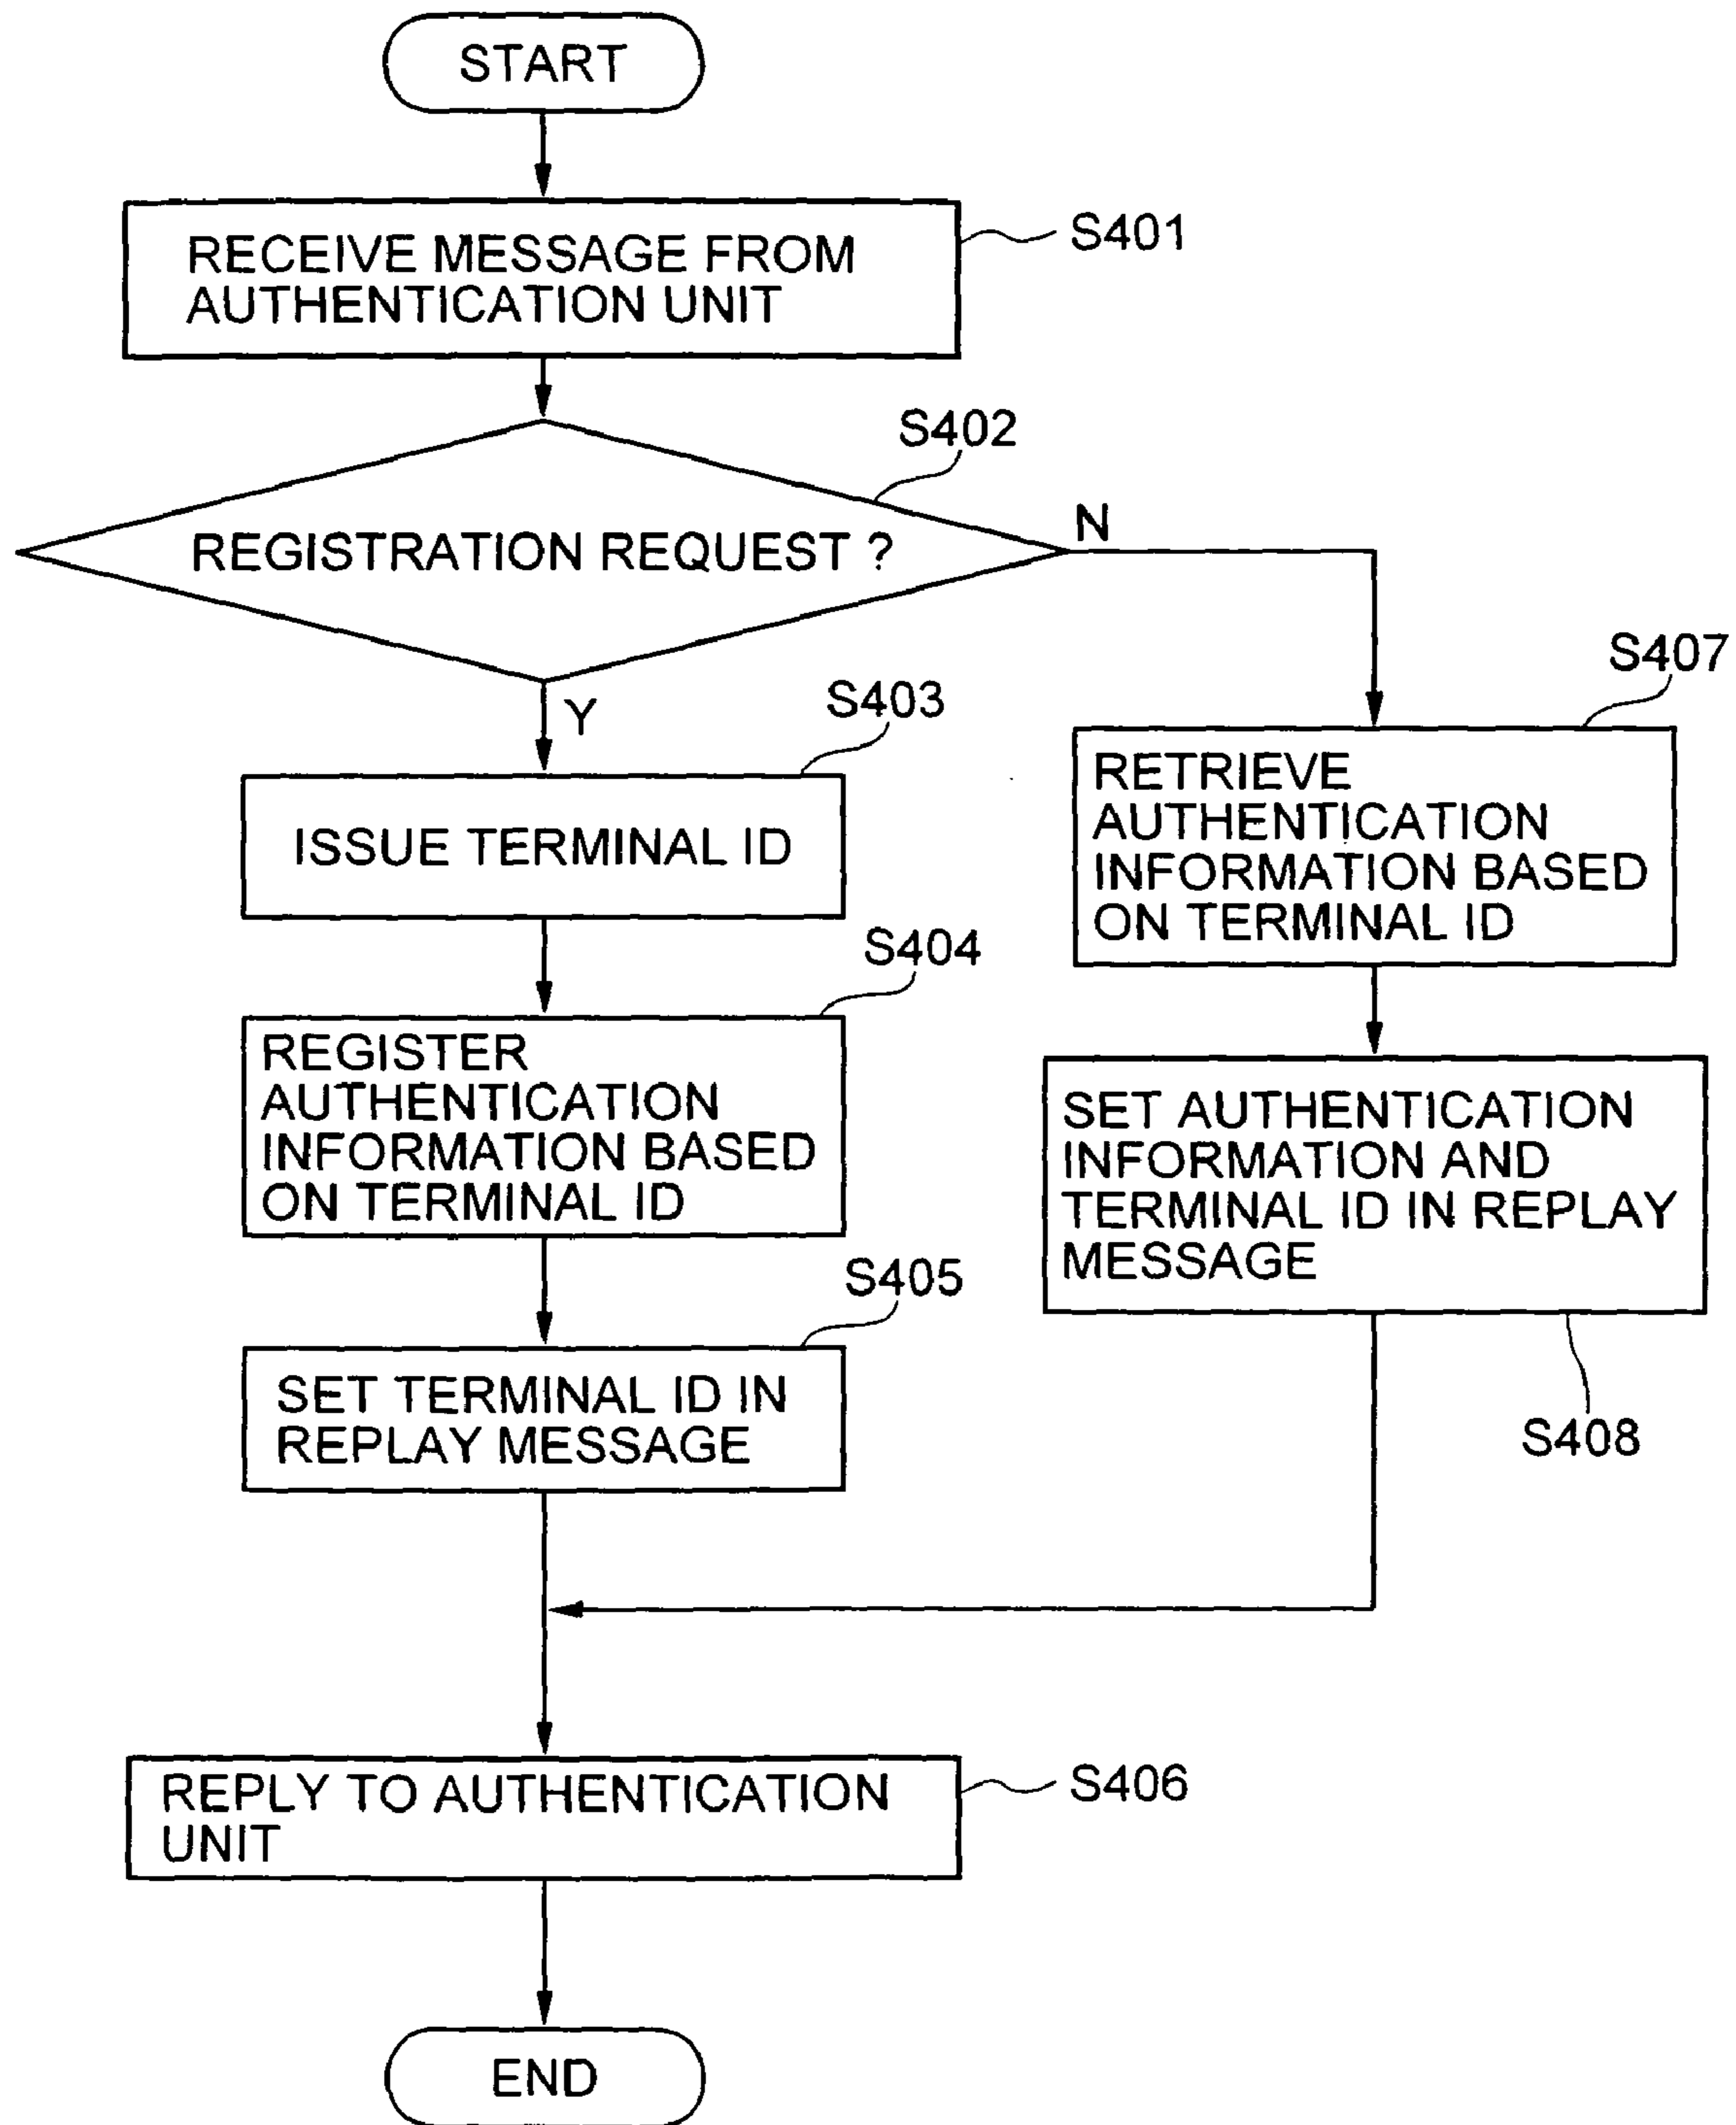 START
RECEIVE MESSAGE FROM
AUTHENTICATION UNIT
S401
S402
REGISTRATION REQUEST ?
N
Y
S403
ISSUE TERMINAL ID
S404
REGISTER
AUTHENTICATION
INFORMATION BASED
ON TERMINAL ID
S405
SET TERMINAL ID IN
REPLAY MESSAGE
S407
RETRIEVE
AUTHENTICATION
INFORMATION BASED
ON TERMINAL ID
SET AUTHENTICATION
INFORMATION AND
TERMINAL ID IN REPLAY
MESSAGE
S408
REPLY TO AUTHENTICATION
UNIT
S406
END